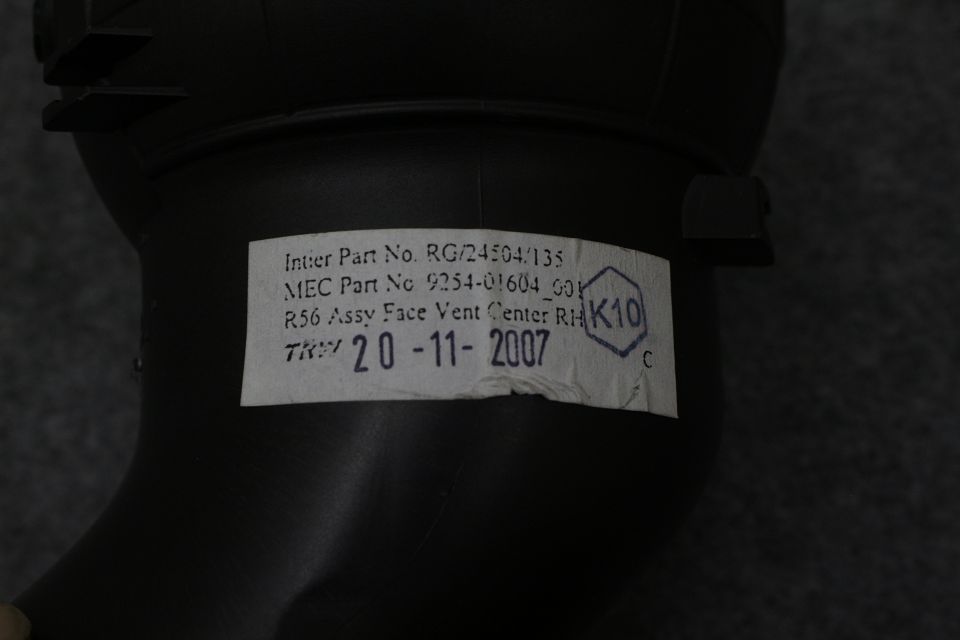 Intier Part No. RG/24504/135
MEC Part No 9254-01604_001
R56 Assy Face Vent Center RH
K10
TRW 20-11-2007
C